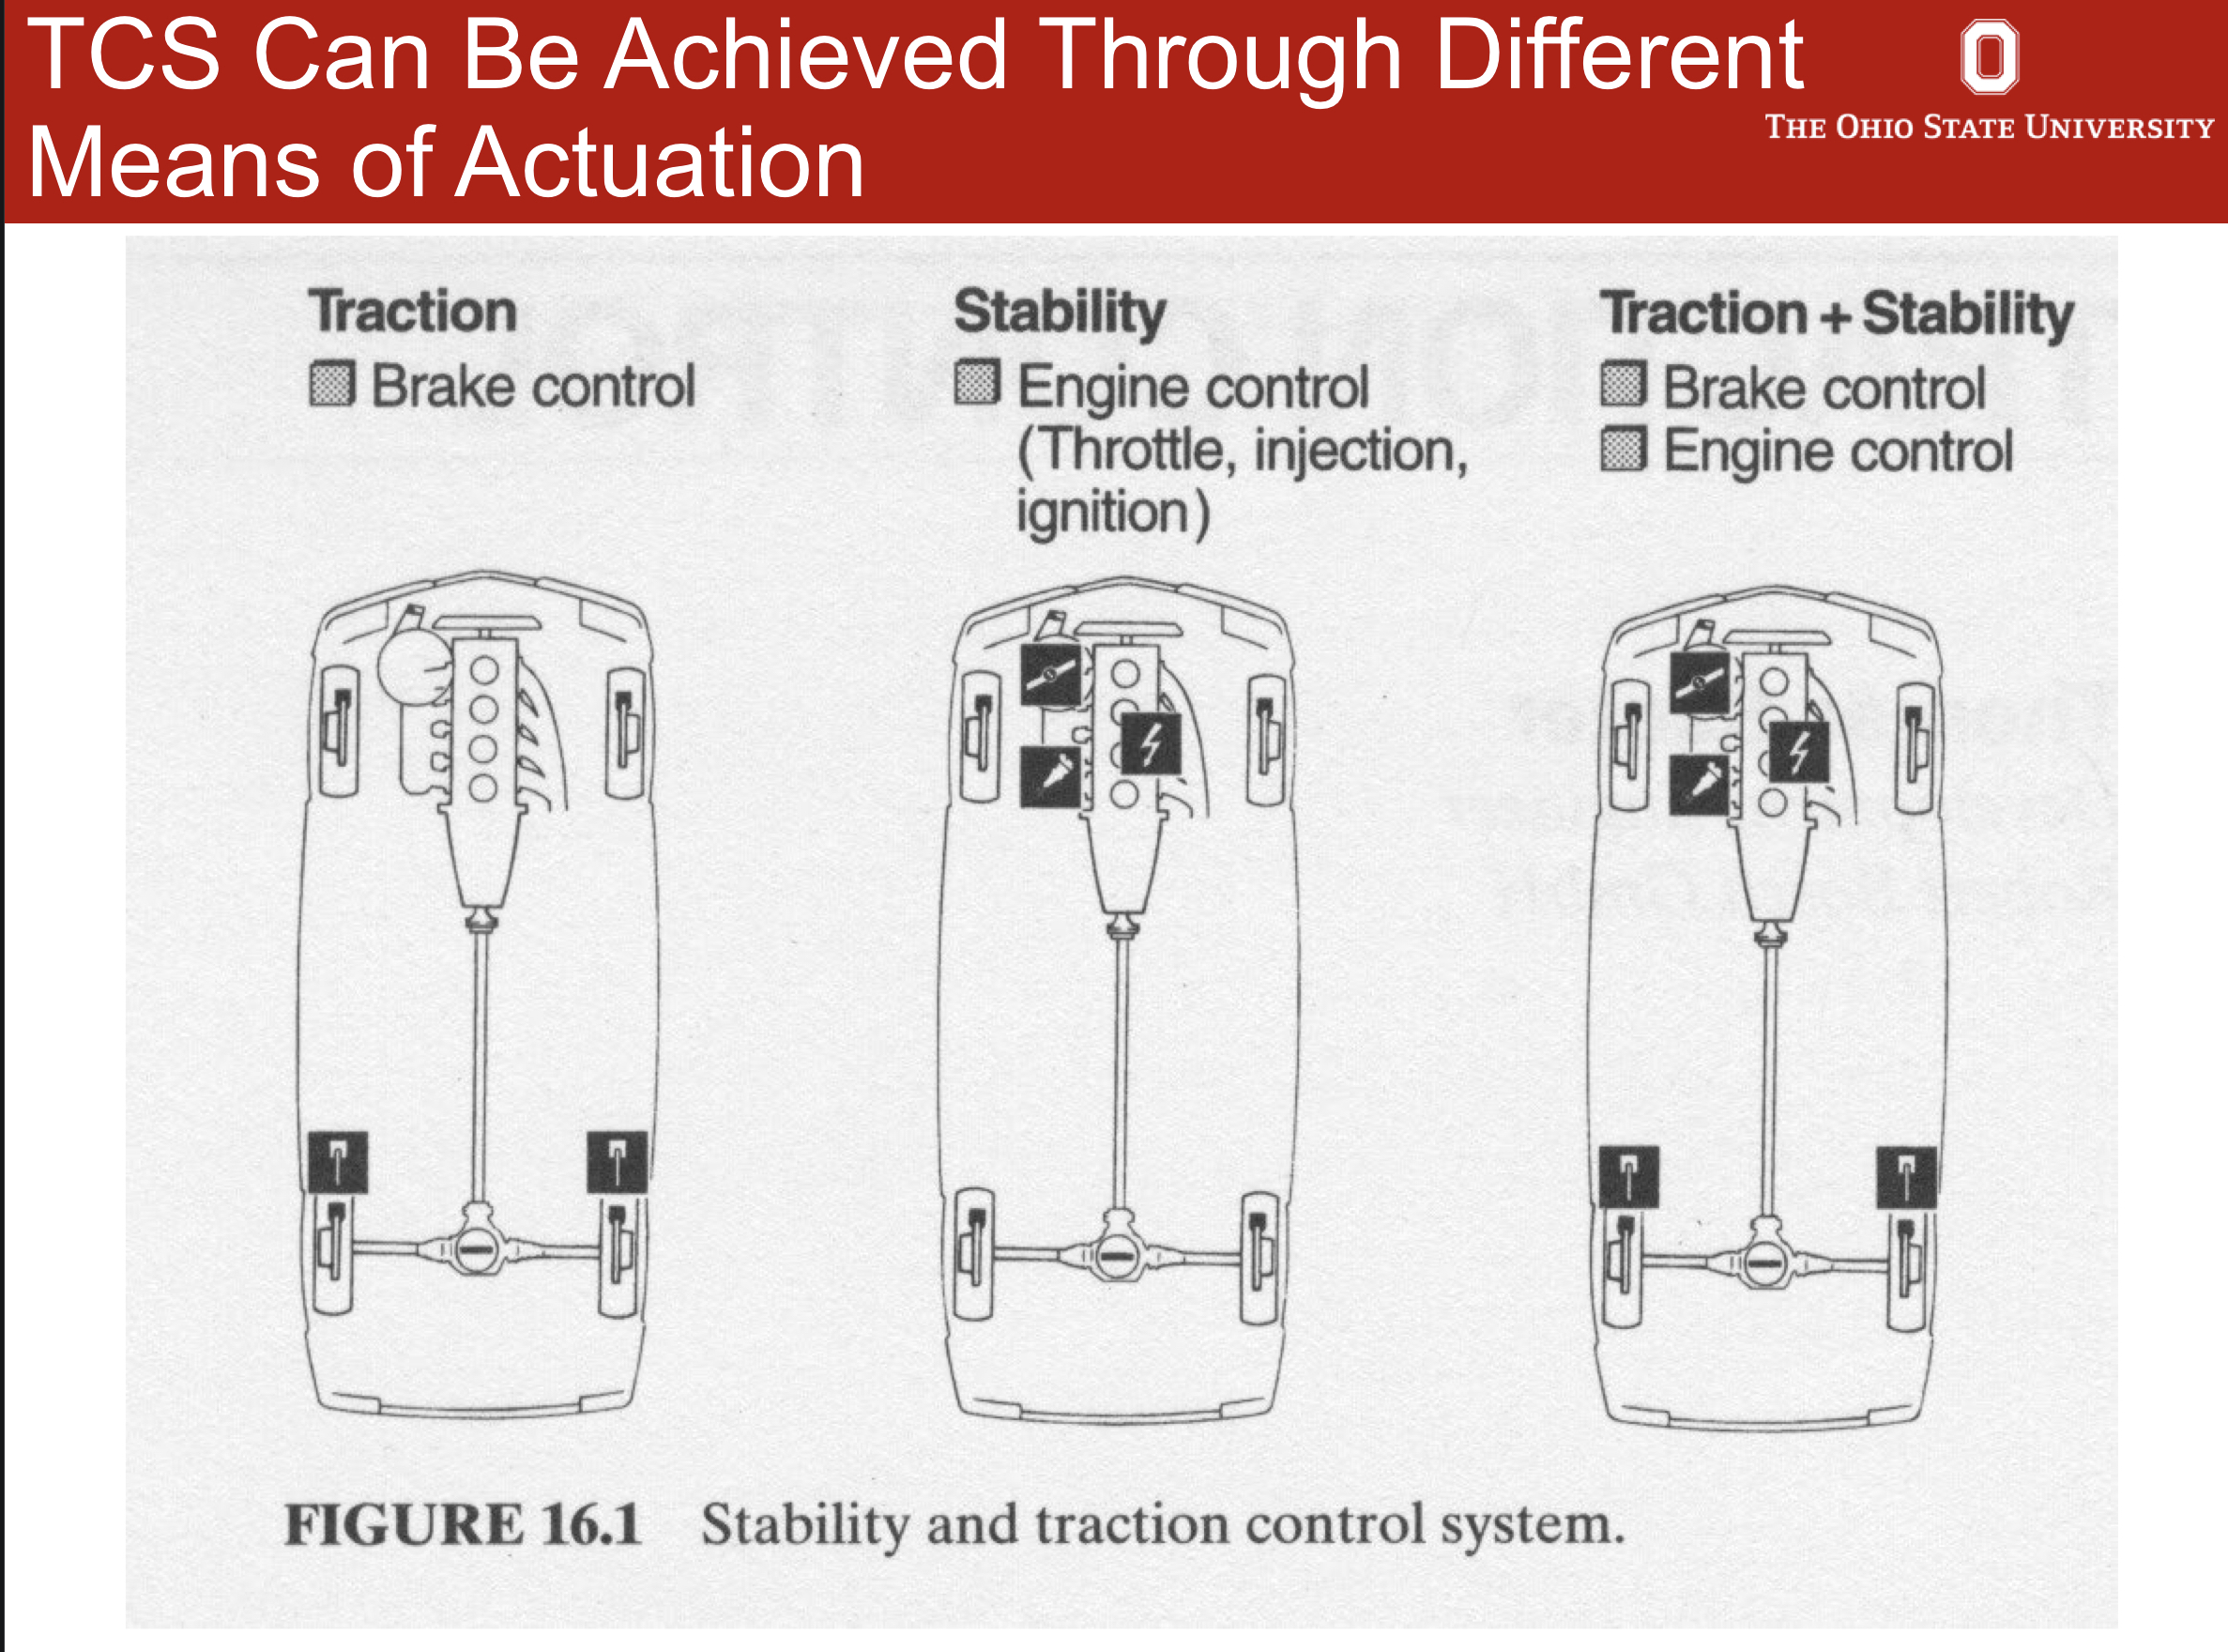 TCS Can Be Achieved Through Different
Means of Actuation
THE OHIO STATE UNIVERSITY
Traction
Brake control
Stability
Engine control
(Throttle, injection,
ignition)
Traction + Stability
Brake control
Engine control
FIGURE 16.1 Stability and traction control system.